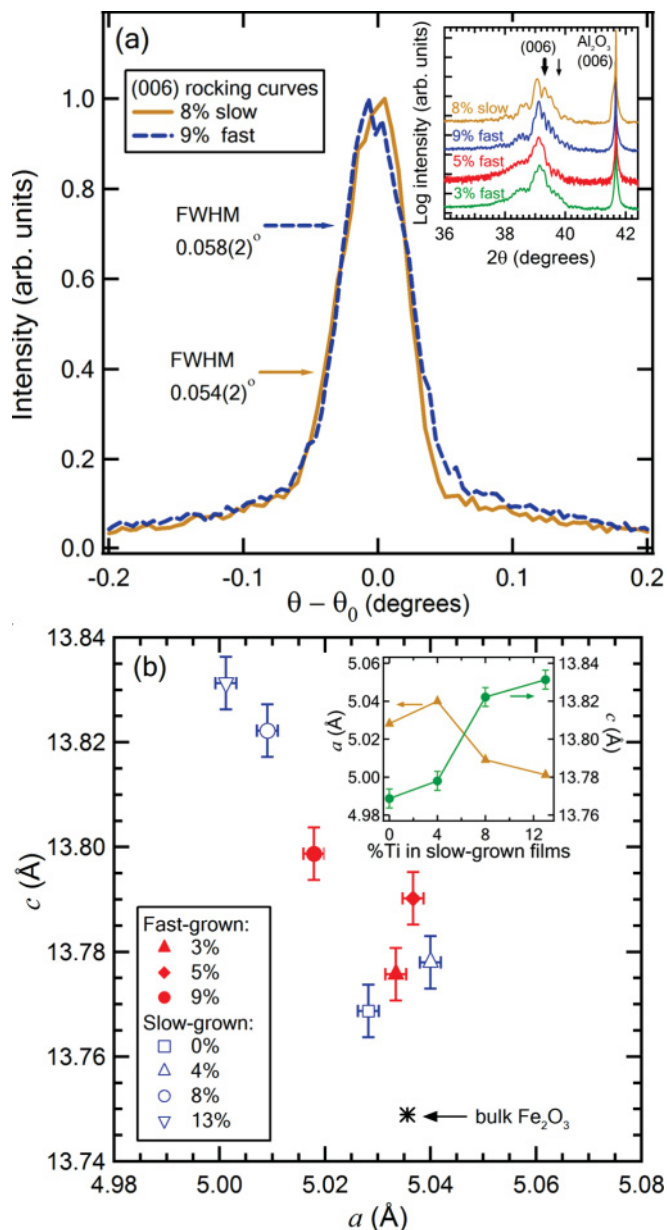 (a)
(006) rocking curves
8% slow
9% fast
FWHM
0.058(2)°
FWHM
0.054(2)°
Intensity (arb. units)
1.0
0.8
0.6
0.4
0.2
0.0
-0.2
-0.1
0.0
0.1
0.2
θ − θ0 (degrees)
(006)
Al2O3
(006)
8% slow
9% fast
5% fast
3% fast
Log intensity (arb. units)
36
38
40
42
2θ (degrees)
(b)
13.84
13.82
13.80
13.78
13.76
13.74
c (Å)
4.98
5.00
5.02
5.04
5.06
5.08
a (Å)
Fast-grown:
3%
5%
9%
Slow-grown:
0%
4%
8%
13%
bulk Fe2O3
5.06
5.04
5.02
5.00
4.98
a (Å)
13.84
13.82
13.80
13.78
13.76
c (Å)
0
4
8
12
%Ti in slow-grown films